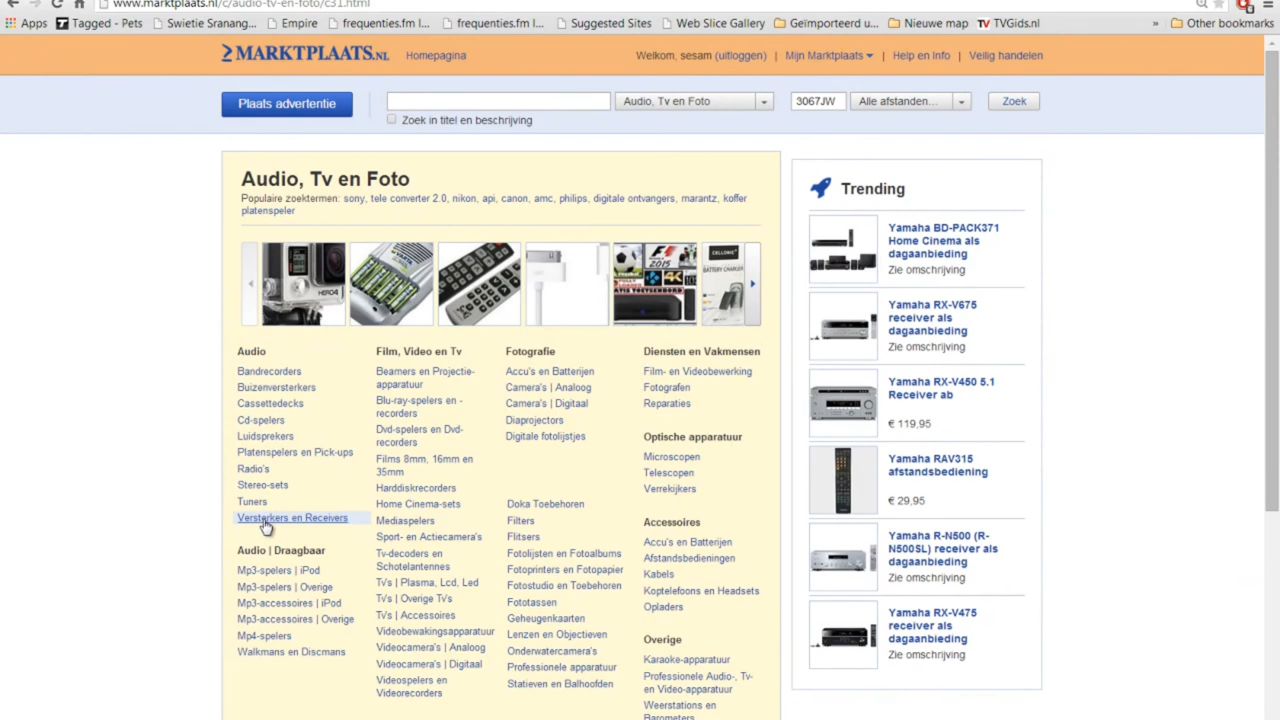 www.marktplaats.nl/c/audio-tv-en-foto/c31.html
Apps Tagged - Pets Swietie Sranang... Empire frequenties.fm I... frequenties.fm I... Suggested Sites Web Slice Gallery Geïmporteerd u... Nieuwe map TV TVGids.nl » Other bookmarks
MARKTPLAATS.NL Homepagina Welkom, sesam (uitloggen) | Mijn Marktplaats | Help en Info | Veilig handelen
Plaats advertentie Audio, Tv en Foto 3067JW Alle afstanden... Zoek
Zoek in titel en beschrijving
Audio, Tv en Foto
Populaire zoektermen: sony, tele converter 2.0, nikon, api, canon, amc, philips, digitale ontvangers, marantz, koffer
platenspeler
Audio
Bandrecorders
Buizenversterkers
Cassettedecks
Cd-spelers
Luidsprekers
Platenspelers en Pick-ups
Radio's
Stereo-sets
Tuners
Versterkers en Receivers
Audio | Draagbaar
Mp3-spelers | iPod
Mp3-spelers | Overige
Mp3-accessoires | iPod
Mp3-accessoires | Overige
Mp4-spelers
Walkmans en Discmans
Film, Video en Tv
Beamers en Projectie-
apparatuur
Blu-ray-spelers en -
recorders
Dvd-spelers en Dvd-
recorders
Films 8mm, 16mm en
35mm
Harddiskrecorders
Home Cinema-sets
Mediaspelers
Sport- en Actiecamera's
Tv-decoders en
Schotelantennes
Tv's | Plasma, Lcd, Led
Tv's | Overige Tv's
Tv's | Accessoires
Videobewakingsapparatuur
Videocamera's | Analoog
Videocamera's | Digitaal
Videospelers en
Videorecorders
Fotografie
Accu's en Batterijen
Camera's | Analoog
Camera's | Digitaal
Diaprojectors
Digitale fotolijstjes
Doka Toebehoren
Filters
Flitsers
Fotolijsten en Fotoalbums
Fotoprinters en Fotopapier
Fotostudio en Toebehoren
Fototassen
Geheugenkaarten
Lenzen en Objectieven
Onderwatercamera's
Professionele apparatuur
Statieven en Balhoofden
Diensten en Vakmensen
Film- en Videobewerking
Fotografen
Reparaties
Optische apparatuur
Microscopen
Telescopen
Verrekijkers
Accessoires
Accu's en Batterijen
Afstandsbedieningen
Kabels
Koptelefoons en Headsets
Opladers
Overige
Karaoke-apparatuur
Professionele Audio-, Tv-
en Video-apparatuur
Weerstations en
Barometers
Trending
Yamaha BD-PACK371
Home Cinema als
dagaanbieding
Zie omschrijving
Yamaha RX-V675
receiver als
dagaanbieding
Zie omschrijving
Yamaha RX-V450 5.1
Receiver ab
€ 119,95
Yamaha RAV315
afstandsbediening
€ 29,95
Yamaha R-N500 (R-
N500SL) receiver als
dagaanbieding
Zie omschrijving
Yamaha RX-V475
receiver als
dagaanbieding
Zie omschrijving